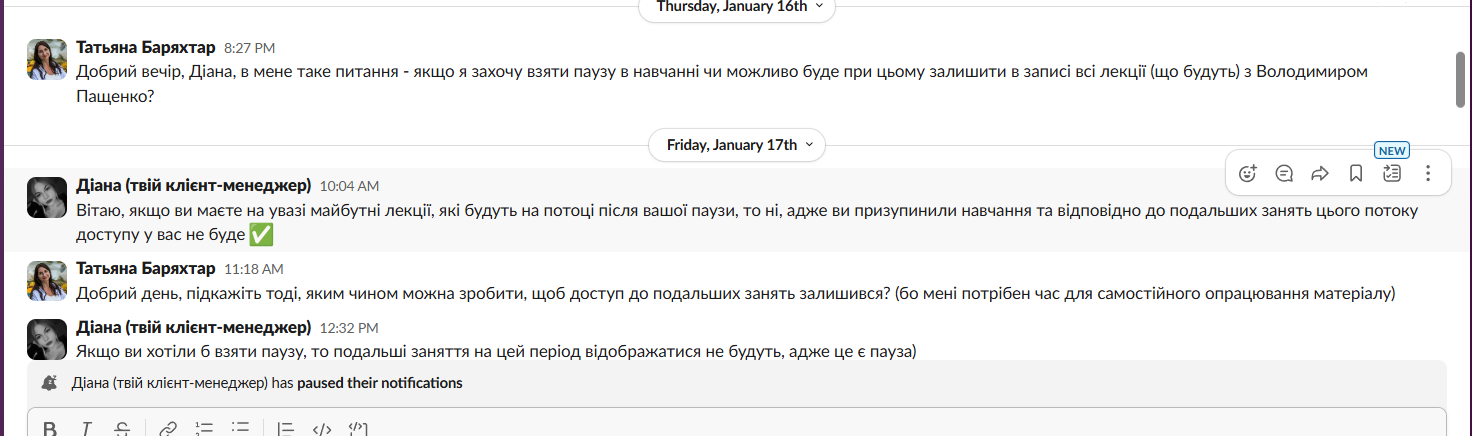 Thursday, January 16th
Татьяна Баряхтар 8:27 PM
Добрий вечір, Діана, в мене таке питання - якщо я захочу взяти паузу в навчанні чи можливо буде при цьому залишити в записі всі лекції (що будуть) з Володимиром
Пащенко?
Friday, January 17th
NEW
Діана (твій клієнт-менеджер) 10:04 AM
Вітаю, якщо ви маєте на увазі майбутні лекції, які будуть на потоці після вашої паузи, то ні, адже ви призупинили навчання та відповідно до подальших занять цього потоку
доступу у вас не буде ✅
Татьяна Баряхтар 11:18 AM
Добрий день, підкажіть тоді, яким чином можна зробити, щоб доступ до подальших занять залишився? (бо мені потрібен час для самостійного опрацювання матеріалу)
Діана (твій клієнт-менеджер) 12:32 PM
Якщо ви хотіли б взяти паузу, то подальші заняття на цей період відображатися не будуть, адже це є пауза)
Діана (твій клієнт-менеджер) has paused their notifications